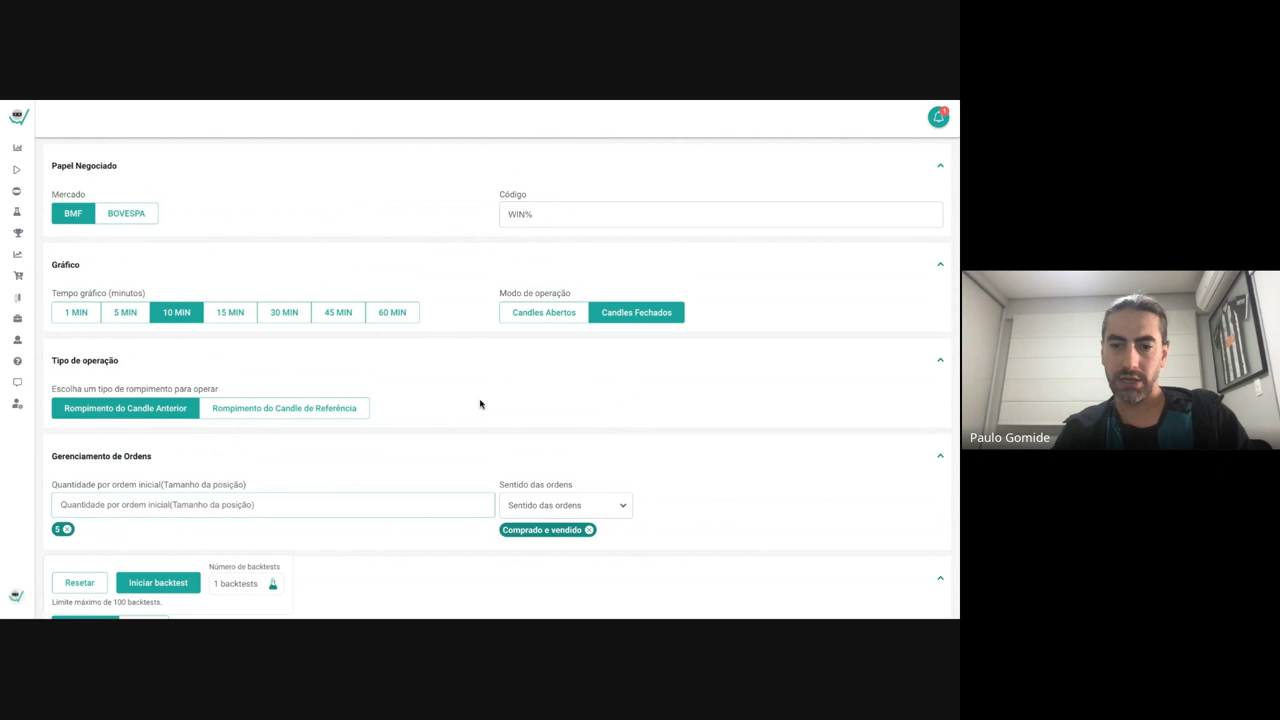 1
Papel Negociado
Mercado
Código
BMF
BOVESPA
WIN%
Gráfico
Tempo gráfico (minutos)
Modo de operação
1 MIN
5 MIN
10 MIN
15 MIN
30 MIN
45 MIN
60 MIN
Candles Abertos
Candles Fechados
Tipo de operação
Escolha um tipo de rompimento para operar
Rompimento do Candle Anterior
Rompimento do Candle de Referência
Gerenciamento de Ordens
Quantidade por ordem inicial(Tamanho da posição)
Sentido das ordens
Quantidade por ordem inicial(Tamanho da posição)
Sentido das ordens
5
Comprado e vendido
Resetar
Iniciar backtest
Número de backtests
1 backtests
Limite máximo de 100 backtests.
Paulo Gomide